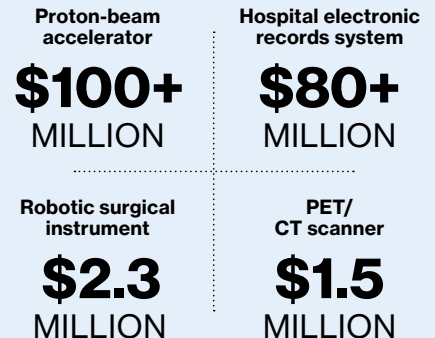 Proton-beam
accelerator
$100+
MILLION
Hospital electronic
records system
$80+
MILLION
Robotic surgical
instrument
$2.3
MILLION
PET/
CT scanner
$1.5
MILLION